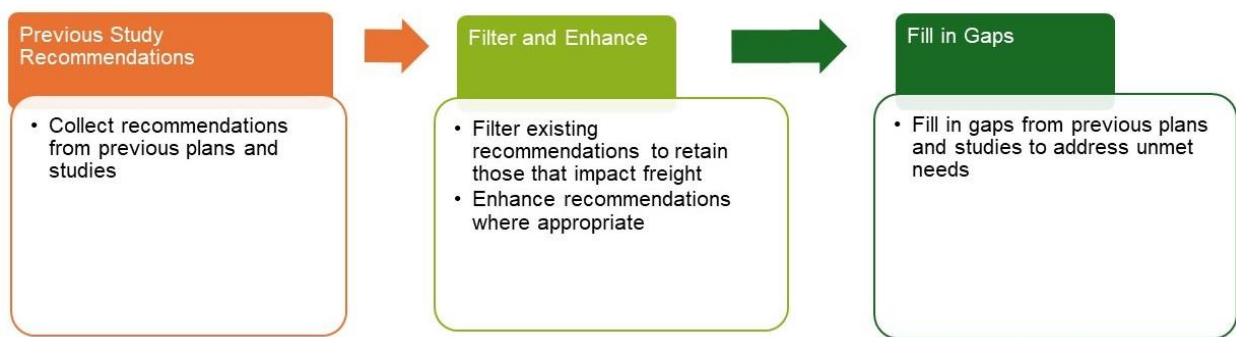 Previous Study
Recommendations
• Collect recommendations
from previous plans and
studies
Filter and Enhance
• Filter existing
recommendations to retain
those that impact freight
• Enhance recommendations
where appropriate
Fill in Gaps
• Fill in gaps from previous plans
and studies to address unmet
needs